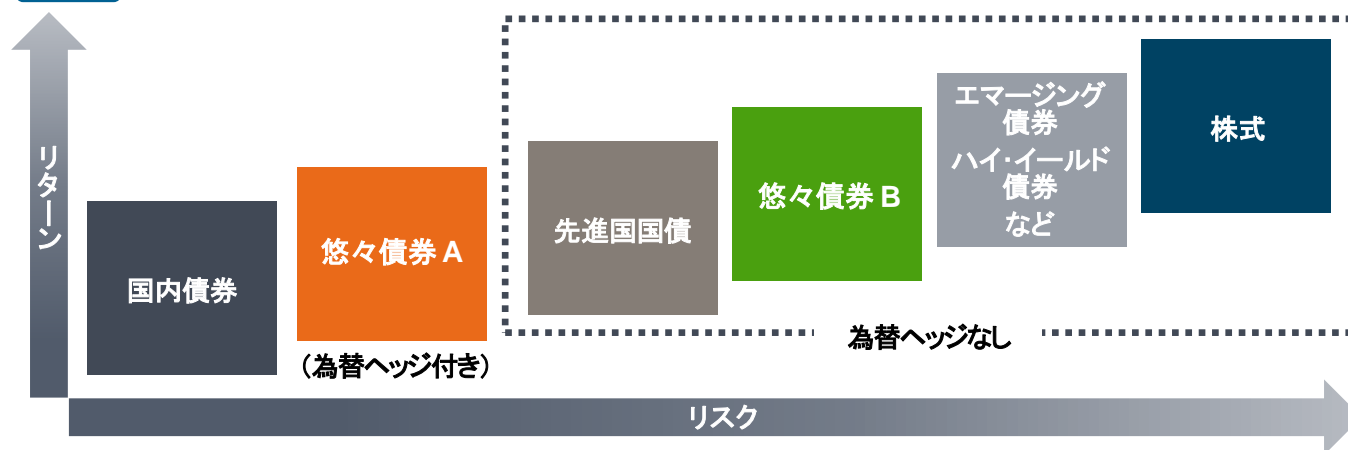 リターン
国内債券
悠々債券 A
(為替ヘッジ付き)
先進国国債
悠々債券 B
エマージング
債券
ハイ・イールド
債券
など
株式
為替ヘッジなし
リスク